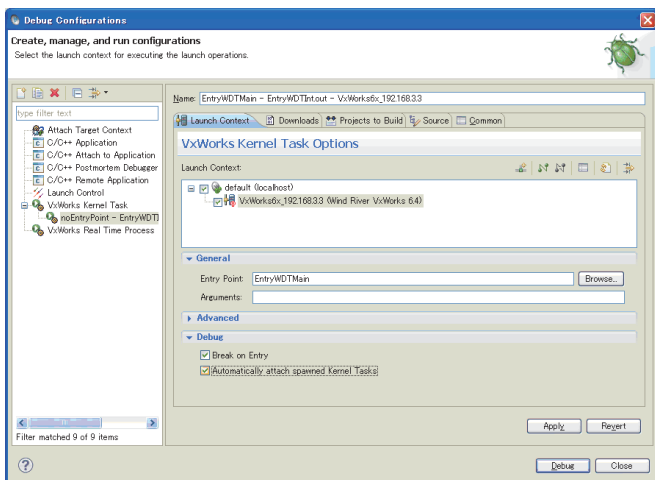 Debug Configurations
Create, manage, and run configurations
Select the launch context for executing the launch operations.
type filter text
Attach Target Context
C/C++ Application
C/C++ Attach to Application
C/C++ Postmortem Debugger
C/C++ Remote Application
Launch Control
VxWorks Kernel Task
noEntryPoint - EntryWDT
VxWorks Real Time Process
Filter matched 9 of 9 items
Name: EntryWDTMain - EntryWDTInt.out - VxWorks6x_192.168.3.3
Launch Context Downloads Projects to Build Source Common
VxWorks Kernel Task Options
Launch Context:
default (localhost)
VxWorks6x_192.168.3.3 (Wind River VxWorks 6.4)
General
Entry Point: EntryWDTMain Browse...
Arguments:
Advanced
Debug
Break on Entry
Automatically attach spawned Kernel Tasks
Apply Revert
Debug Close